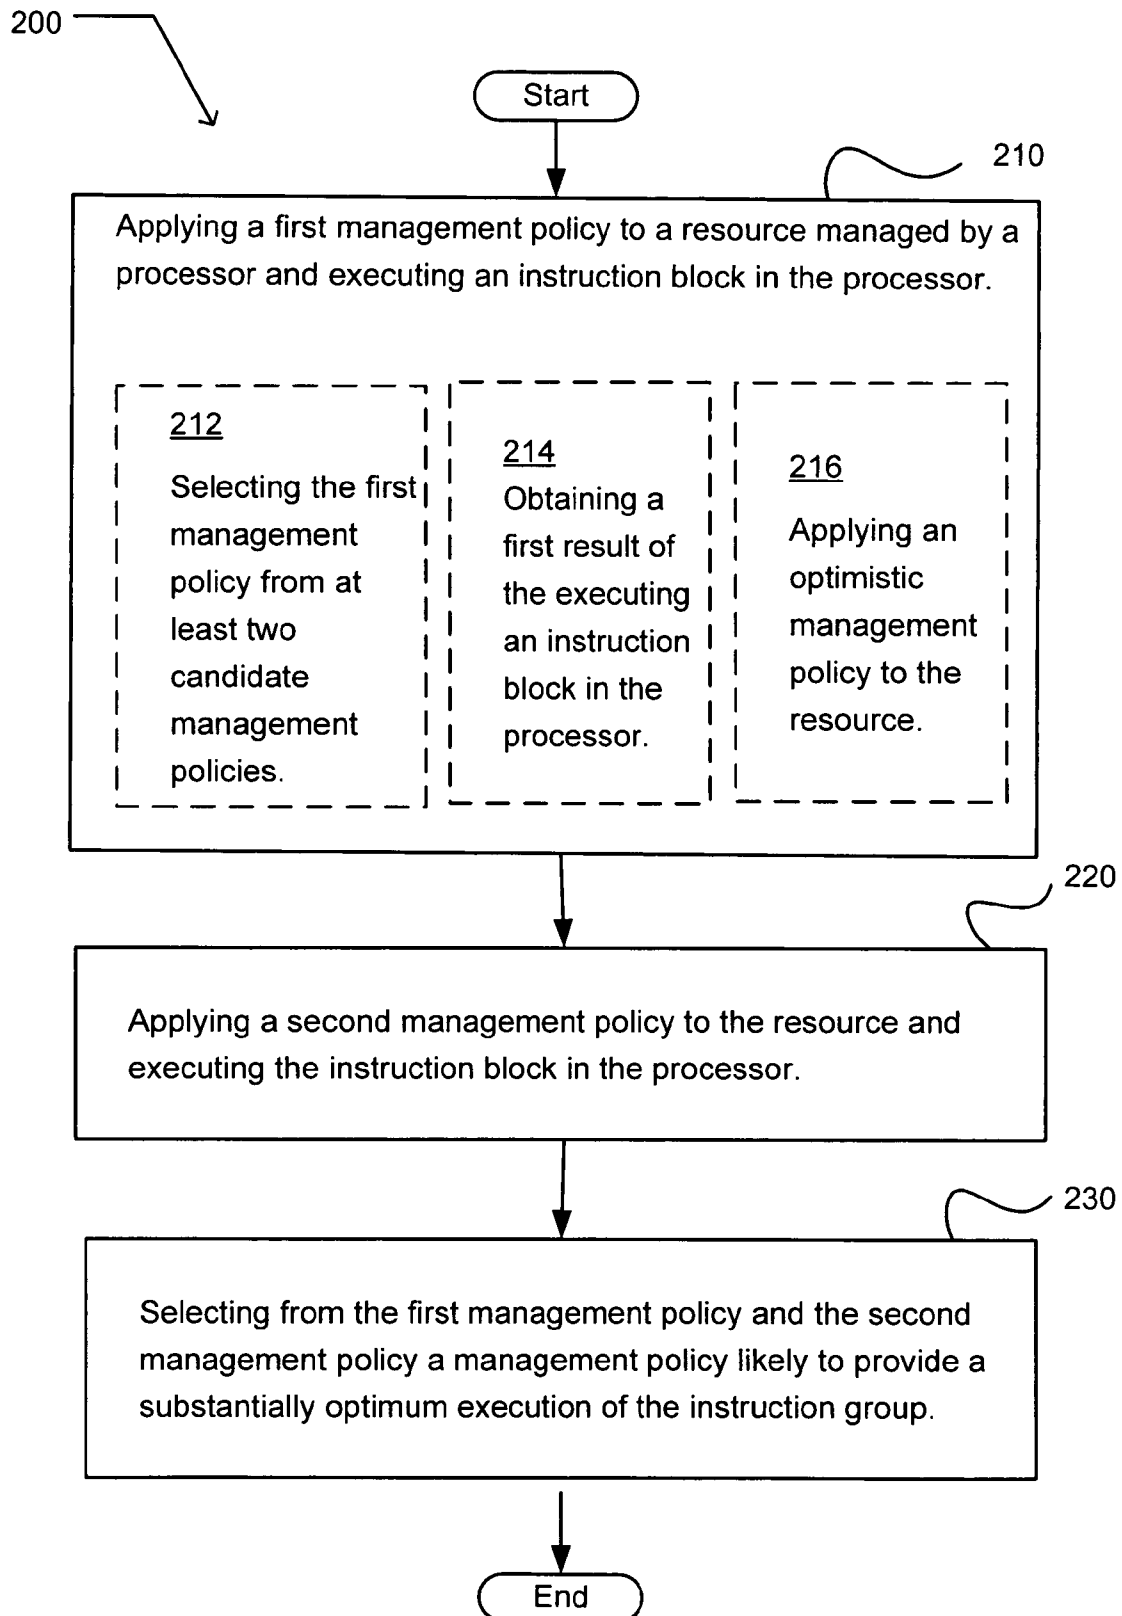 200
Start
210
Applying a first management policy to a resource managed by a
processor and executing an instruction block in the processor.
212
Selecting the first
management
policy from at
least two
candidate
management
policies.
214
Obtaining a
first result of
the executing
an instruction
block in the
processor.
216
Applying an
optimistic
management
policy to the
resource.
220
Applying a second management policy to the resource and
executing the instruction block in the processor.
230
Selecting from the first management policy and the second
management policy a management policy likely to provide a
substantially optimum execution of the instruction group.
End